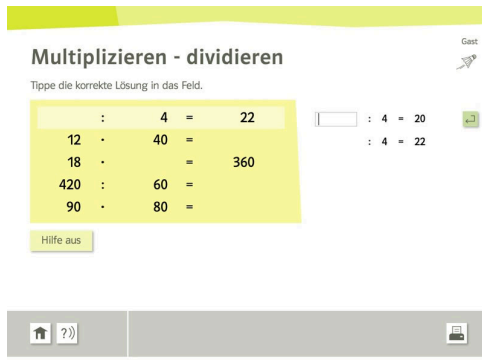 Gast
Multiplizieren - dividieren
Tippe die korrekte Lösung in das Feld.
: 4 = 22
12 · 40 =
18 · = 360
420 : 60 =
90 · 80 =
: 4 = 20
: 4 = 22
Hilfe aus
?))